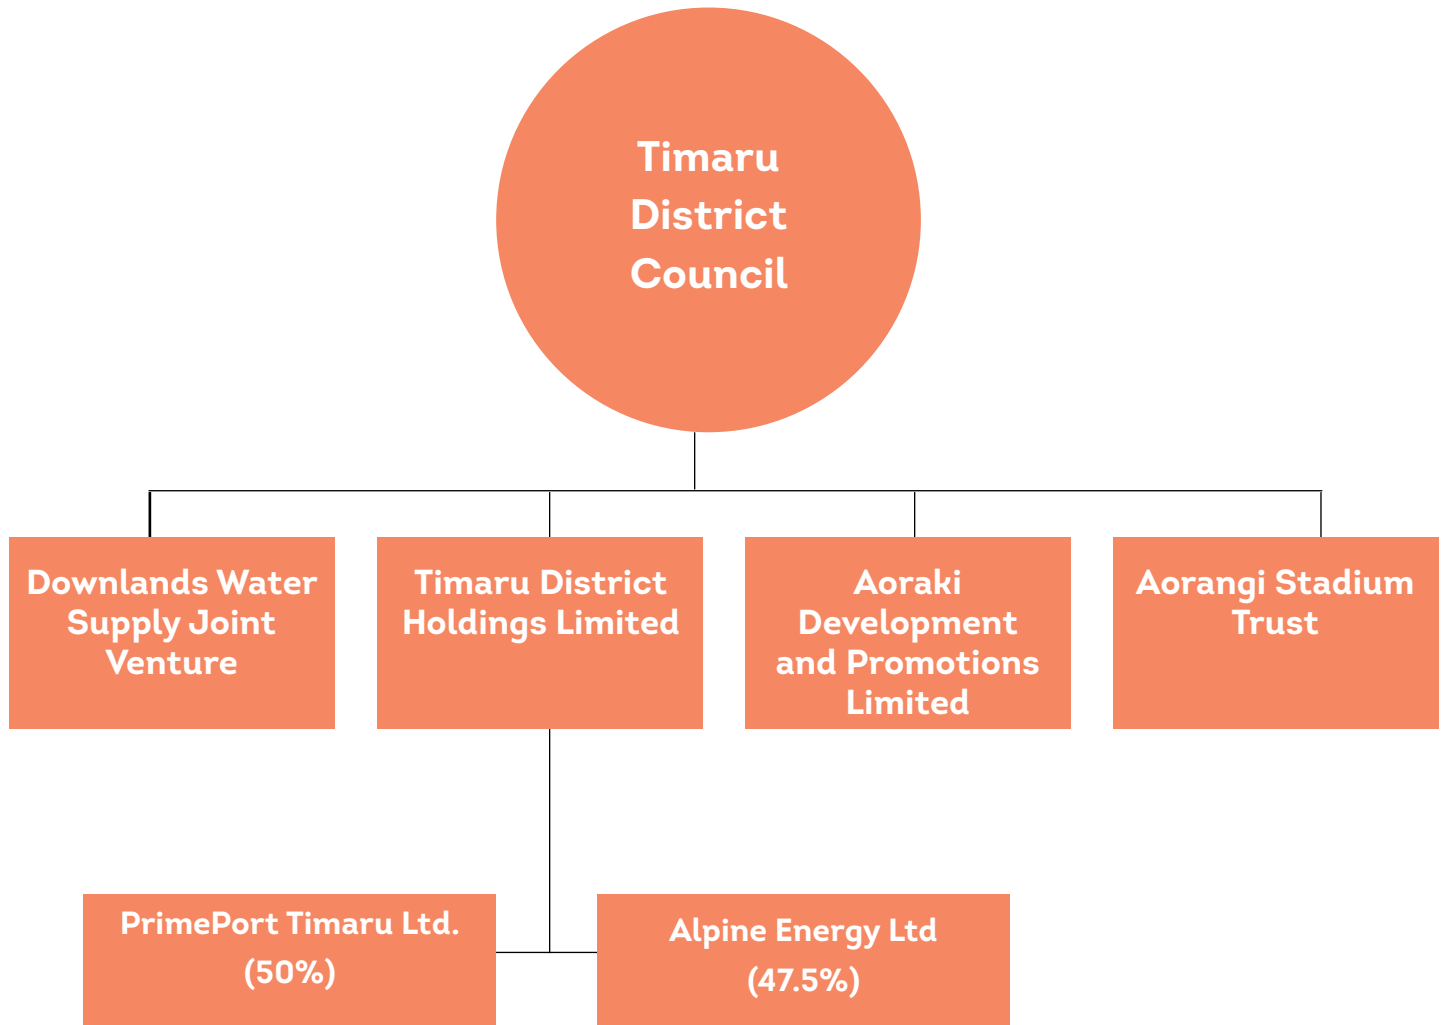 Timaru
District
Council
Downlands Water
Supply Joint
Venture
Timaru District
Holdings Limited
Aoraki
Development
and Promotions
Limited
Aorangi Stadium
Trust
PrimePort Timaru Ltd.
(50%)
Alpine Energy Ltd
(47.5%)